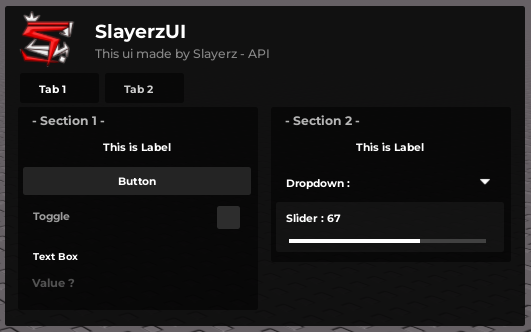 SlayerzUI
This ui made by Slayerz - API
Tab 1
Tab 2
- Section 1 -
This is Label
Button
Toggle
Text Box
Value ?
- Section 2 -
This is Label
Dropdown :
Slider : 67